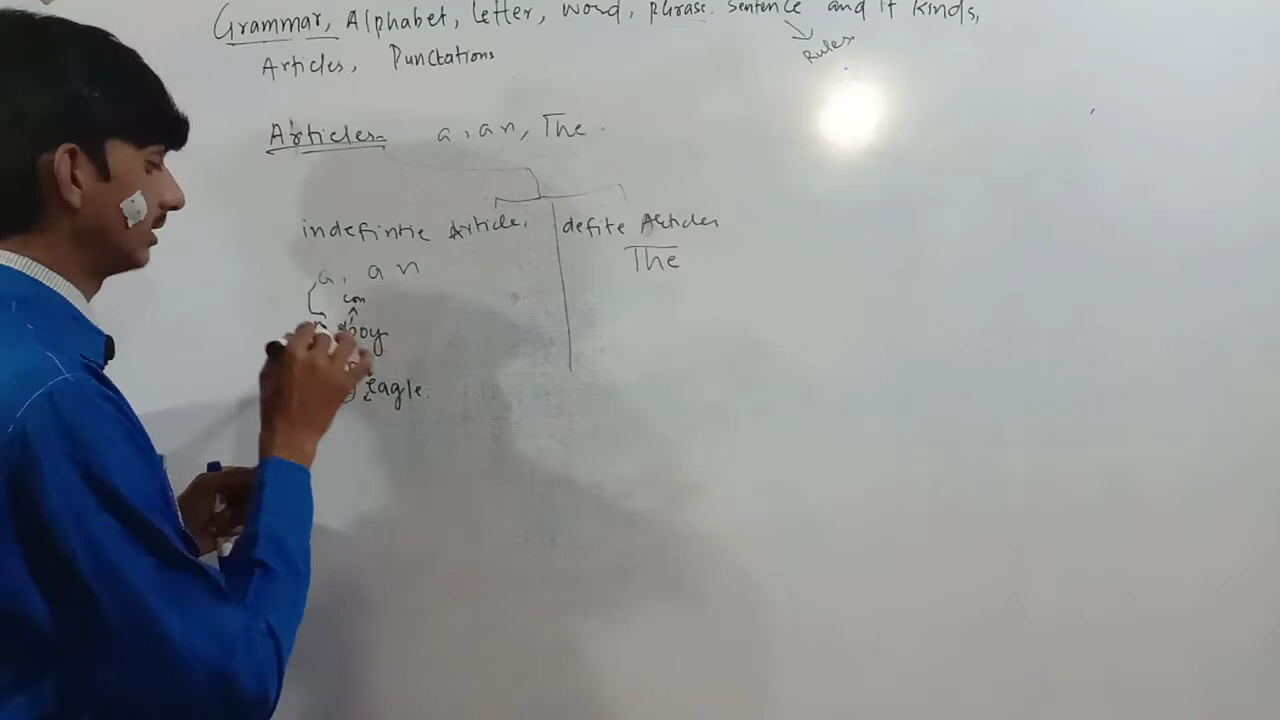 Grammar, Alphabet, letter, word, phrase. Sentence and it kinds,
Rules
Articles, Punctations
Articles- a, an, The.
indefintie Article. defite Articles
a, an The
con
boy
eagle.